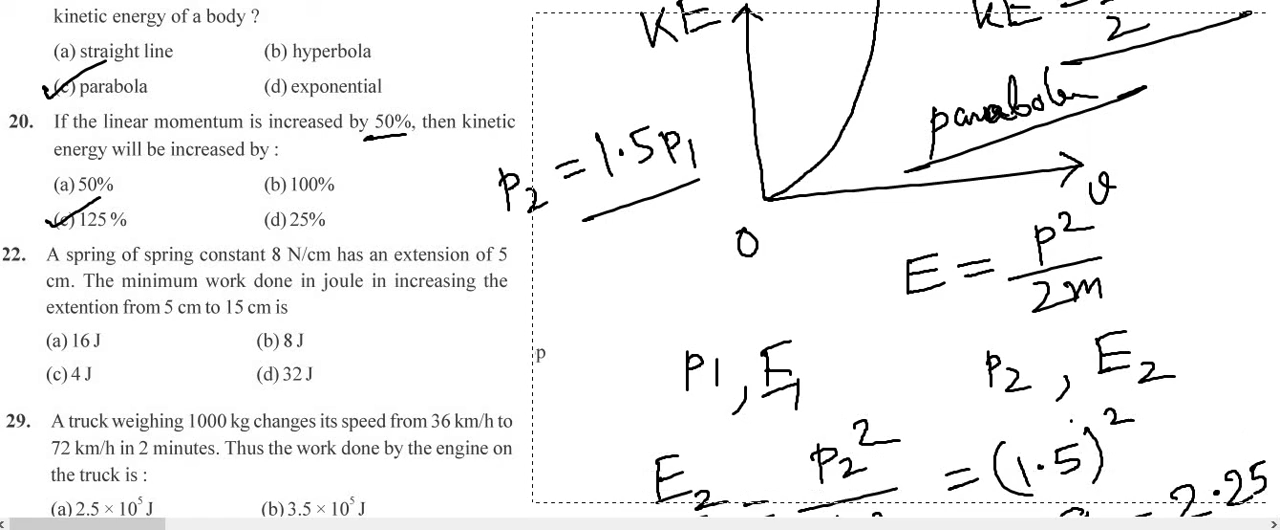 kinetic energy of a body ?
(a) straight line (b) hyperbola
(c) parabola (d) exponential
20. If the linear momentum is increased by 50%, then kinetic
energy will be increased by :
(a) 50% (b) 100%
(c) 125% (d) 25%
22. A spring of spring constant 8 N/cm has an extension of 5
cm. The minimum work done in joule in increasing the
extention from 5 cm to 15 cm is
(a) 16 J (b) 8 J
(c) 4 J (d) 32 J
29. A truck weighing 1000 kg changes its speed from 36 km/h to
72 km/h in 2 minutes. Thus the work done by the engine on
the truck is :
(a) 2.5 × 10⁵ J (b) 3.5 × 10⁵ J
KE
KE
2
parabola
P₂ = 1.5P₁
0
v
E = P²/2m
p
P1, E₁ P₂, E₂
E₂ P₂² = (1.5)²
2.25